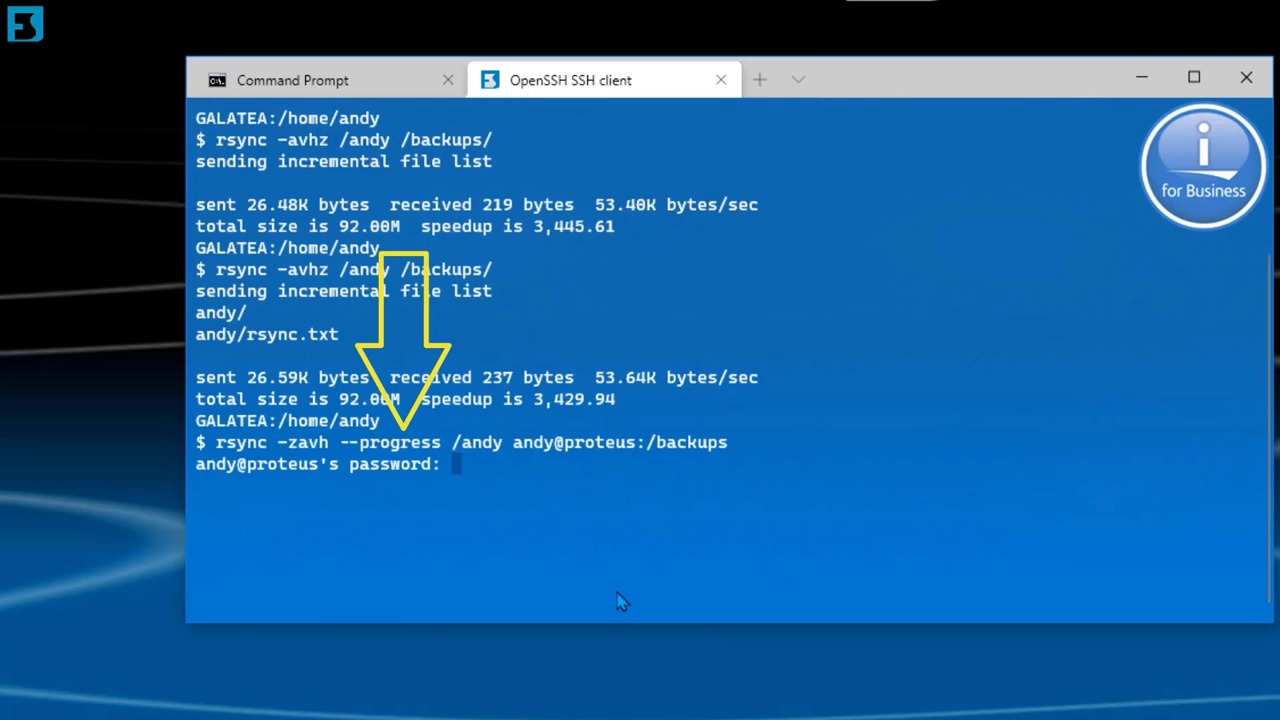 Command Prompt
OpenSSH SSH client
GALATEA:/home/andy
$ rsync -avhz /andy /backups/
sending incremental file list
sent 26.48K bytes  received 219 bytes  53.40K bytes/sec
total size is 92.00M  speedup is 3,445.61
GALATEA:/home/andy
$ rsync -avhz /andy /backups/
sending incremental file list
andy/
andy/rsync.txt
sent 26.59K bytes  received 237 bytes  53.64K bytes/sec
total size is 92.00M  speedup is 3,429.94
GALATEA:/home/andy
$ rsync -zavh --progress /andy andy@proteus:/backups
andy@proteus's password:
i
for Business